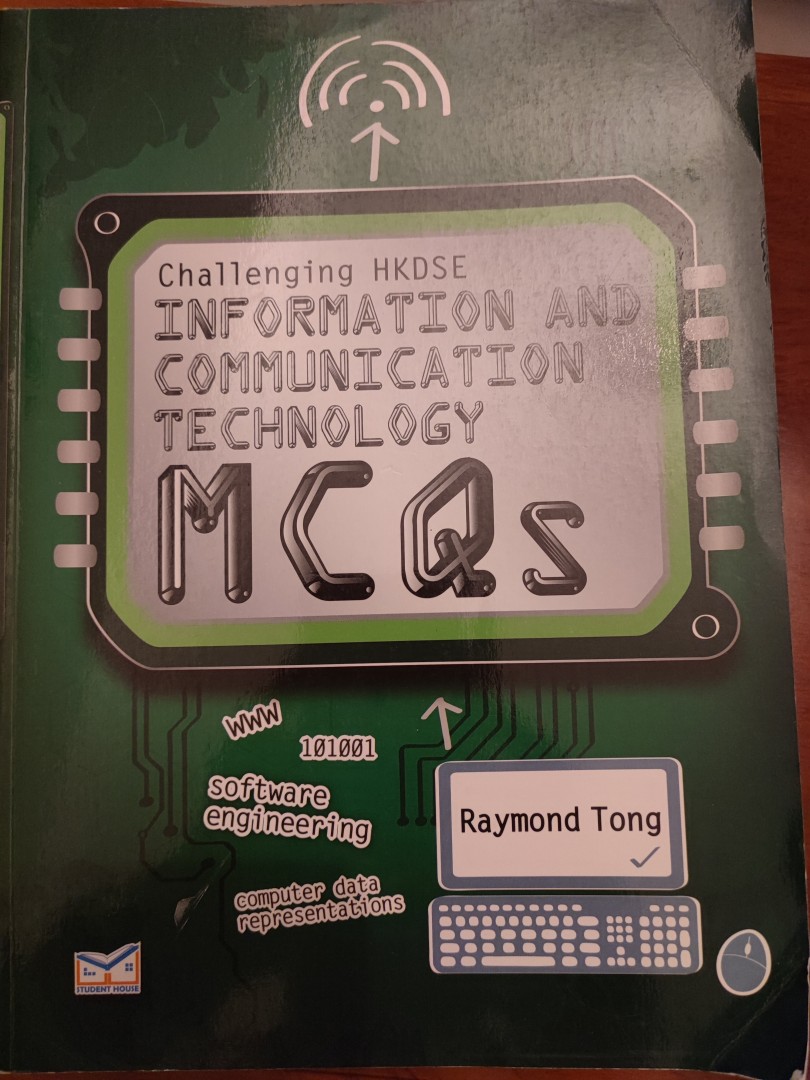 Challenging HKDSE
INFORMATION AND
COMMUNICATION
TECHNOLOGY
MCQs
WWW
101001
software
engineering
Raymond Tong
computer data
representations
STUDENT HOUSE